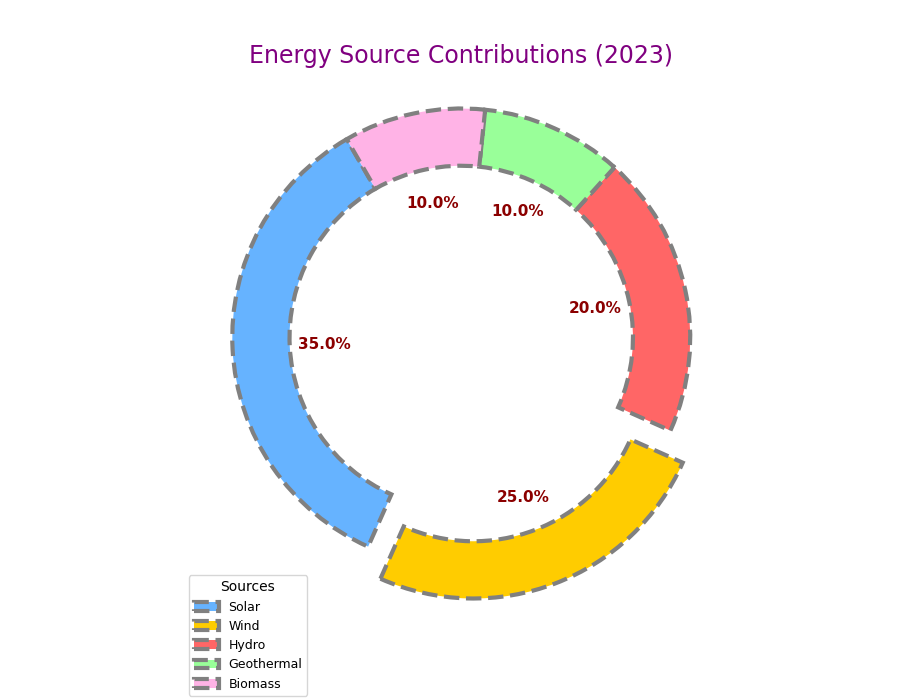 Energy Source Contributions (2023)
10.0%
10.0%
20.0%
35.0%
25.0%
Sources
Solar
Wind
Hydro
Geothermal
Biomass